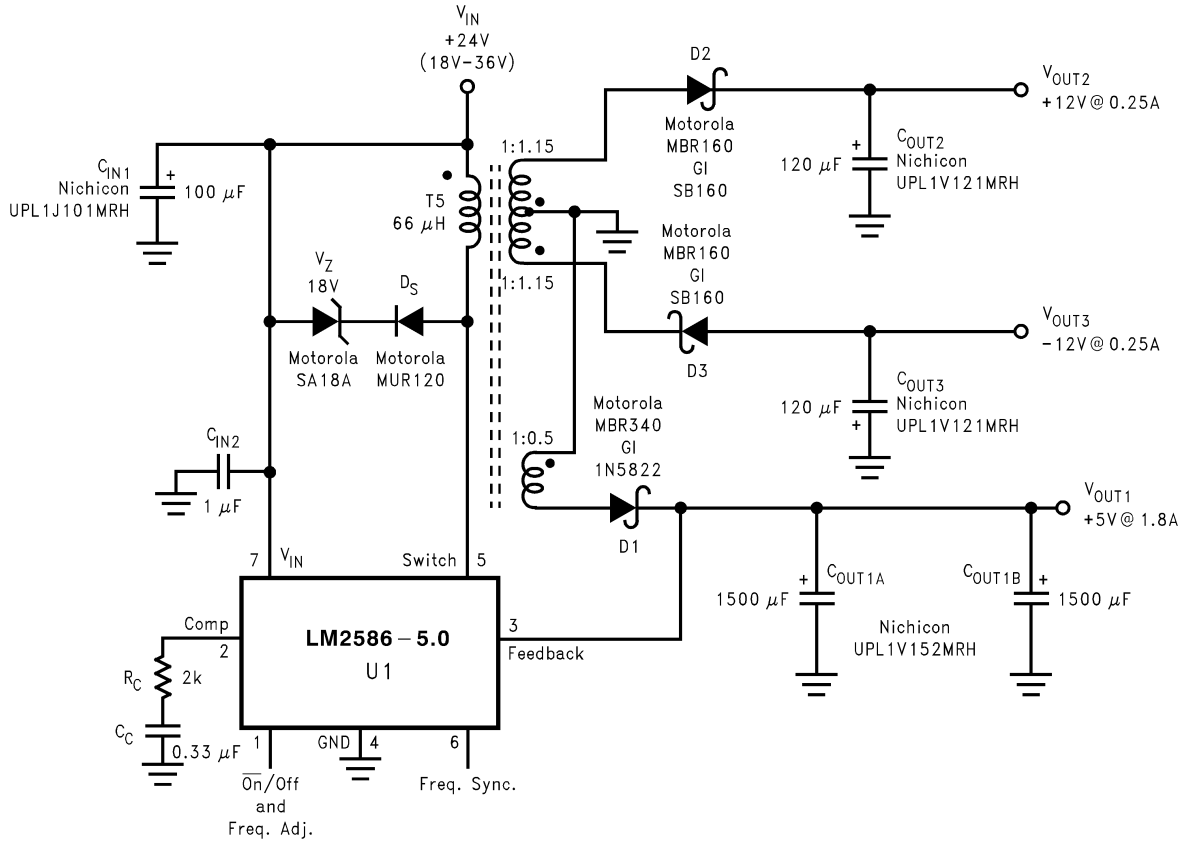 V_IN
+24V
(18V-36V)
D2
V_OUT2
+12V@ 0.25A
Motorola
MBR160
GI
SB160
C_OUT2
Nichicon
UPL1V121MRH
+
120 μF
C_IN1
Nichicon
UPL1J101MRH
+
100 μF
1:1.15
T5
66 μH
1:1.15
Motorola
MBR160
GI
SB160
D3
V_OUT3
-12V@ 0.25A
C_OUT3
Nichicon
UPL1V121MRH
120 μF
+
V_Z
18V
D_S
Motorola
SA18A
Motorola
MUR120
Motorola
MBR340
GI
1N5822
1:0.5
D1
C_IN2
1 μF
V_OUT1
+5V@ 1.8A
7
V_IN
Switch
5
+
C_OUT1A
1500 μF
C_OUT1B
+
1500 μF
Nichicon
UPL1V152MRH
Comp
2
LM2586-5.0
U1
3
Feedback
R_C
2k
C_C
0.33 μF
1
GND
4
6
O̅n̅/Off
and
Freq. Adj.
Freq. Sync.